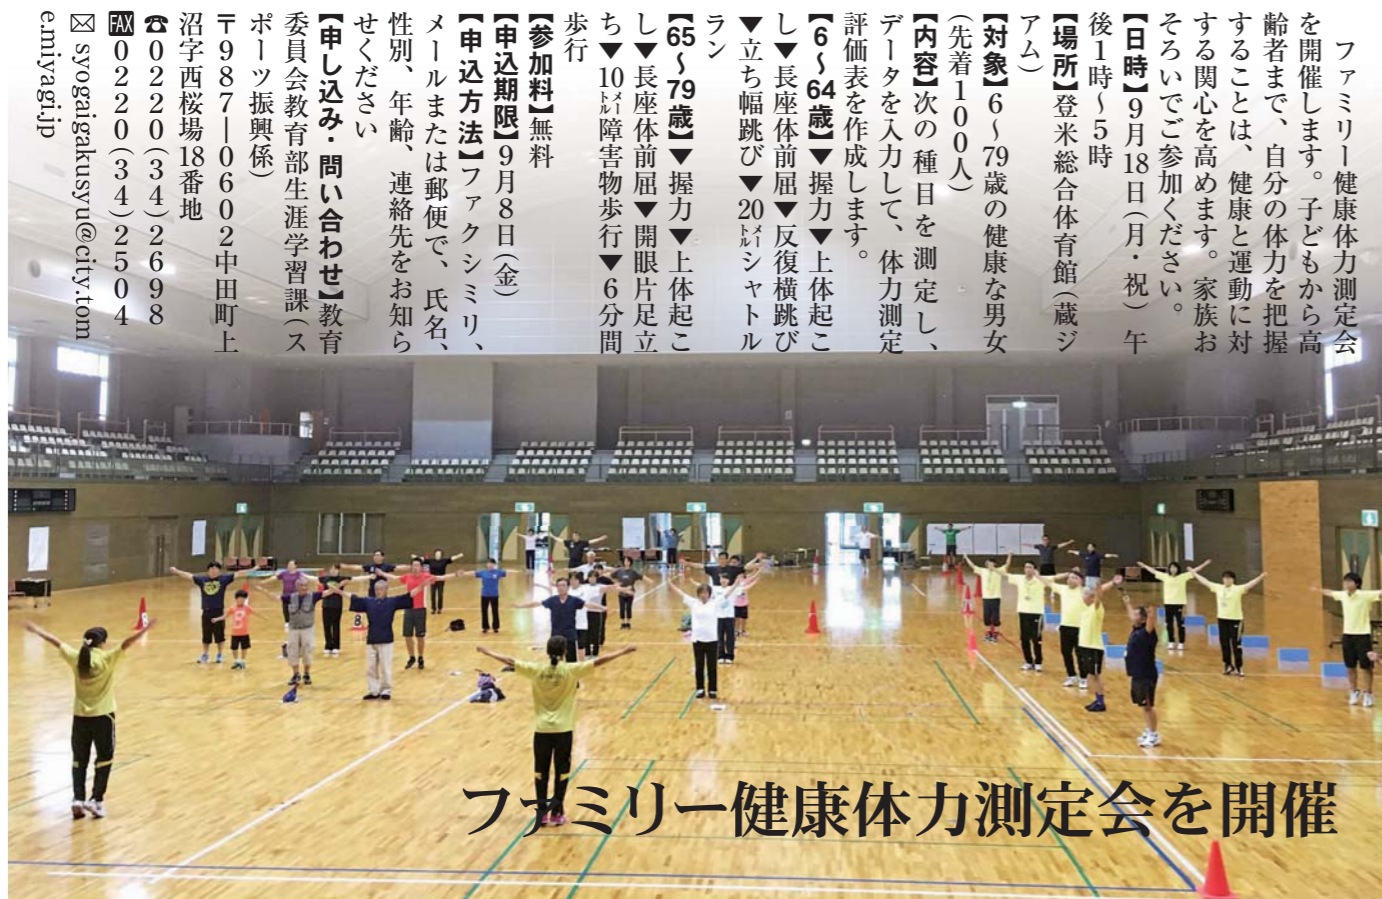 ファミリー健康体力測定会
を開催します。子どもから高
齢者まで、自分の体力を把握
することは、健康と運動に対
する関心を高めます。家族お
そろいでご参加ください。
【日時】9月18日(月・祝) 午
後1時~5時
【場所】登米総合体育館(蔵ジ
アム)
【対象】6~79歳の健康な男女
(先着100人)
【内容】次の種目を測定し、
データを入力して、体力測定
評価表を作成します。
【6~64歳】▼握力▼上体起こ
し▼長座体前屈▼反復横跳び
▼立ち幅跳び▼20メートルシャトル
ラン
【65~79歳】▼握力▼上体起こ
し▼長座体前屈▼開眼片足立
ち▼10メートル障害物歩行▼6分間
歩行
【参加料】無料
【申込期限】9月8日(金)
【申込方法】ファクシミリ、
メールまたは郵便で、氏名、
性別、年齢、連絡先をお知ら
せください
【申し込み・問い合わせ】教育
委員会教育部生涯学習課(ス
ポーツ振興係)
〒987―0602中田町上
沼字西桜場18番地
☎0220(34)2698
FAX0220(34)2504
✉ syogaigakusyu@city.tom
e.miyagi.jp
ファミリー健康体力測定会を開催
8
8